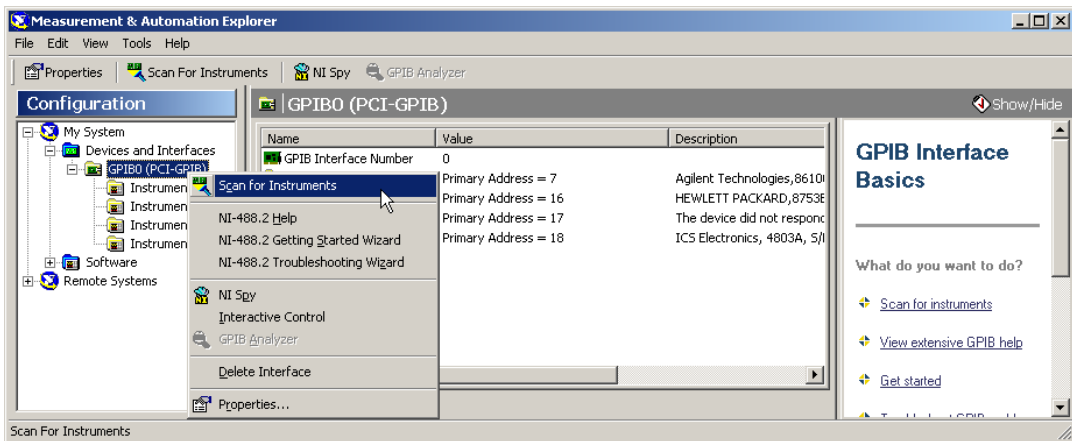 Measurement & Automation Explorer
File Edit View Tools Help
Properties Scan For Instruments NI Spy GPIB Analyzer
Configuration
GPIB0 (PCI-GPIB)
Show/Hide
My System
Devices and Interfaces
GPIB0 (PCI-GPIB)
Instrumen
Instrumen
Instrumen
Instrumen
Software
Remote Systems
Scan for Instruments
NI-488.2 Help
NI-488.2 Getting Started Wizard
NI-488.2 Troubleshooting Wizard
NI Spy
Interactive Control
GPIB Analyzer
Delete Interface
Properties...
Name Value Description
GPIB Interface Number 0
Primary Address = 7 Agilent Technologies,8610
Primary Address = 16 HEWLETT PACKARD,8753E
Primary Address = 17 The device did not respond
Primary Address = 18 ICS Electronics, 4803A, S/
GPIB Interface
Basics
What do you want to do?
Scan for instruments
View extensive GPIB help
Get started
Scan For Instruments